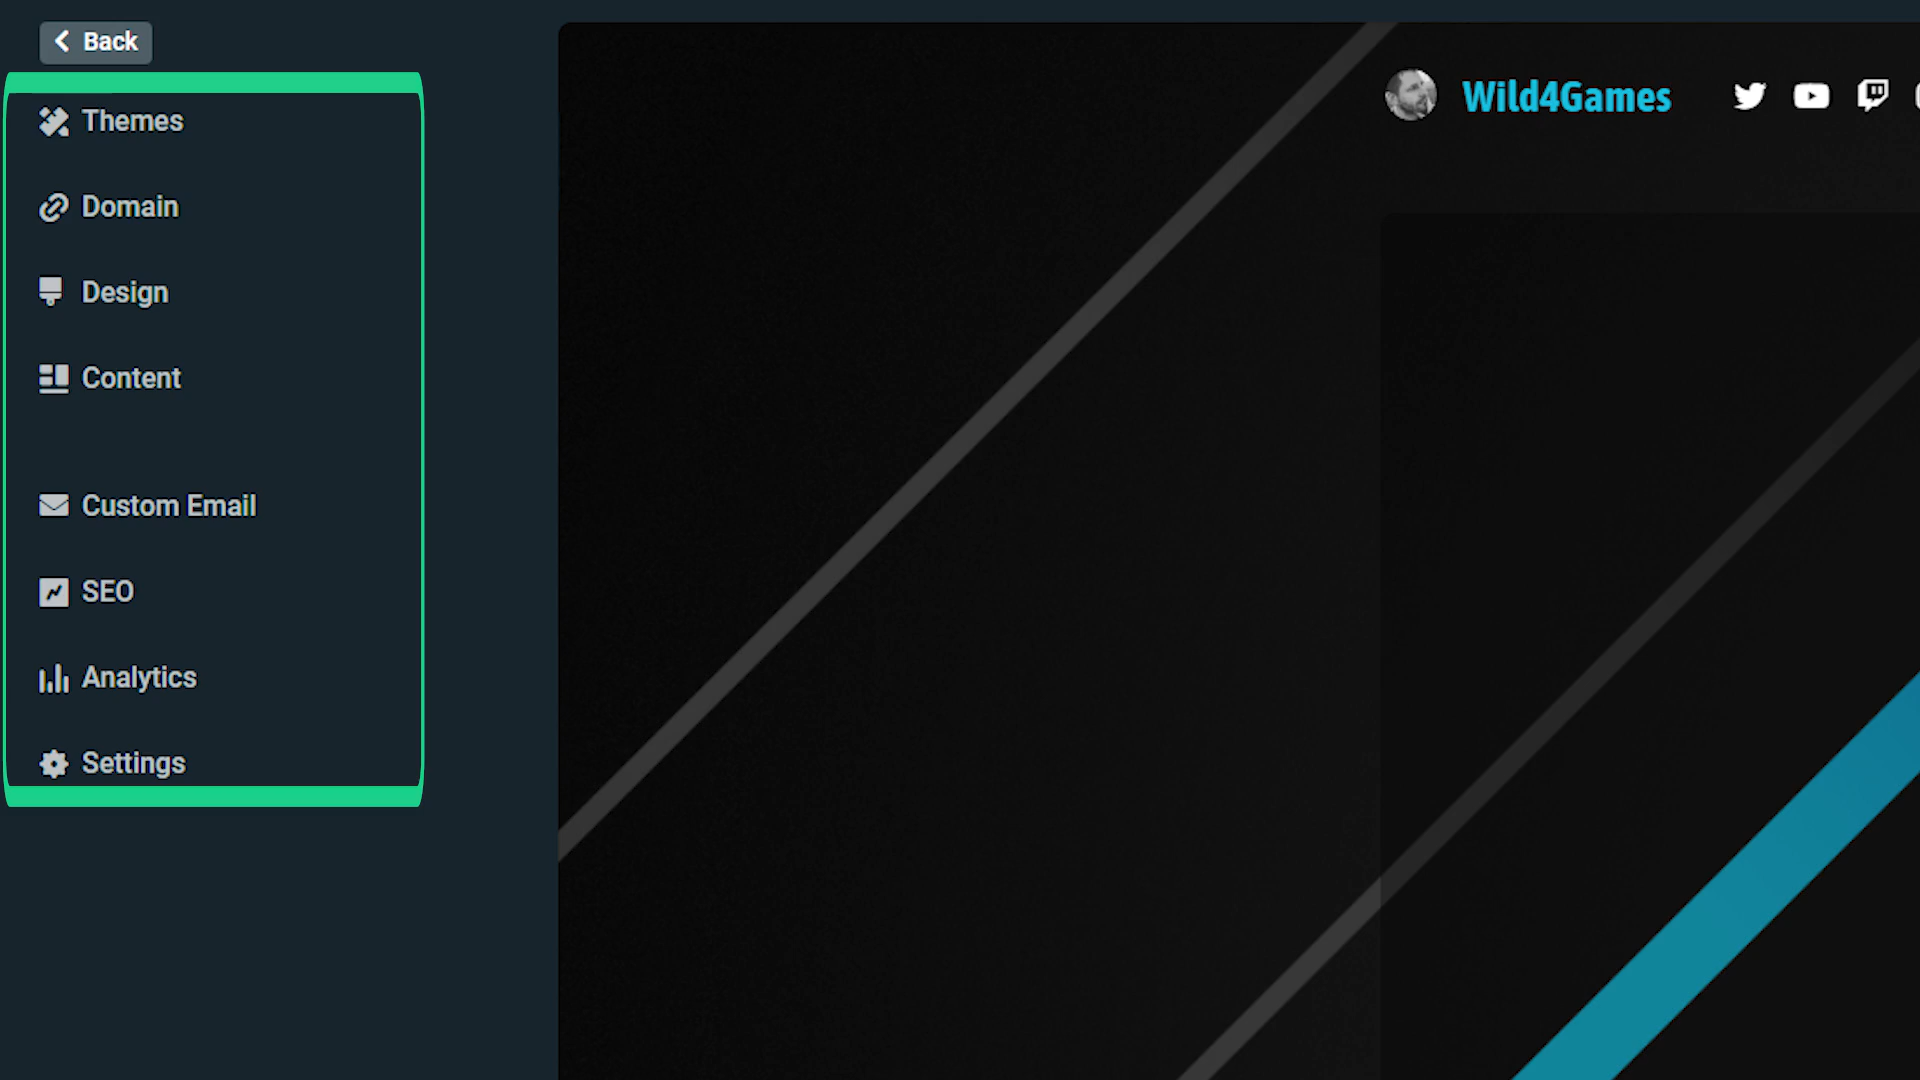 Back
Themes
Domain
Design
Content
Custom Email
SEO
Analytics
Settings
Wild4Games